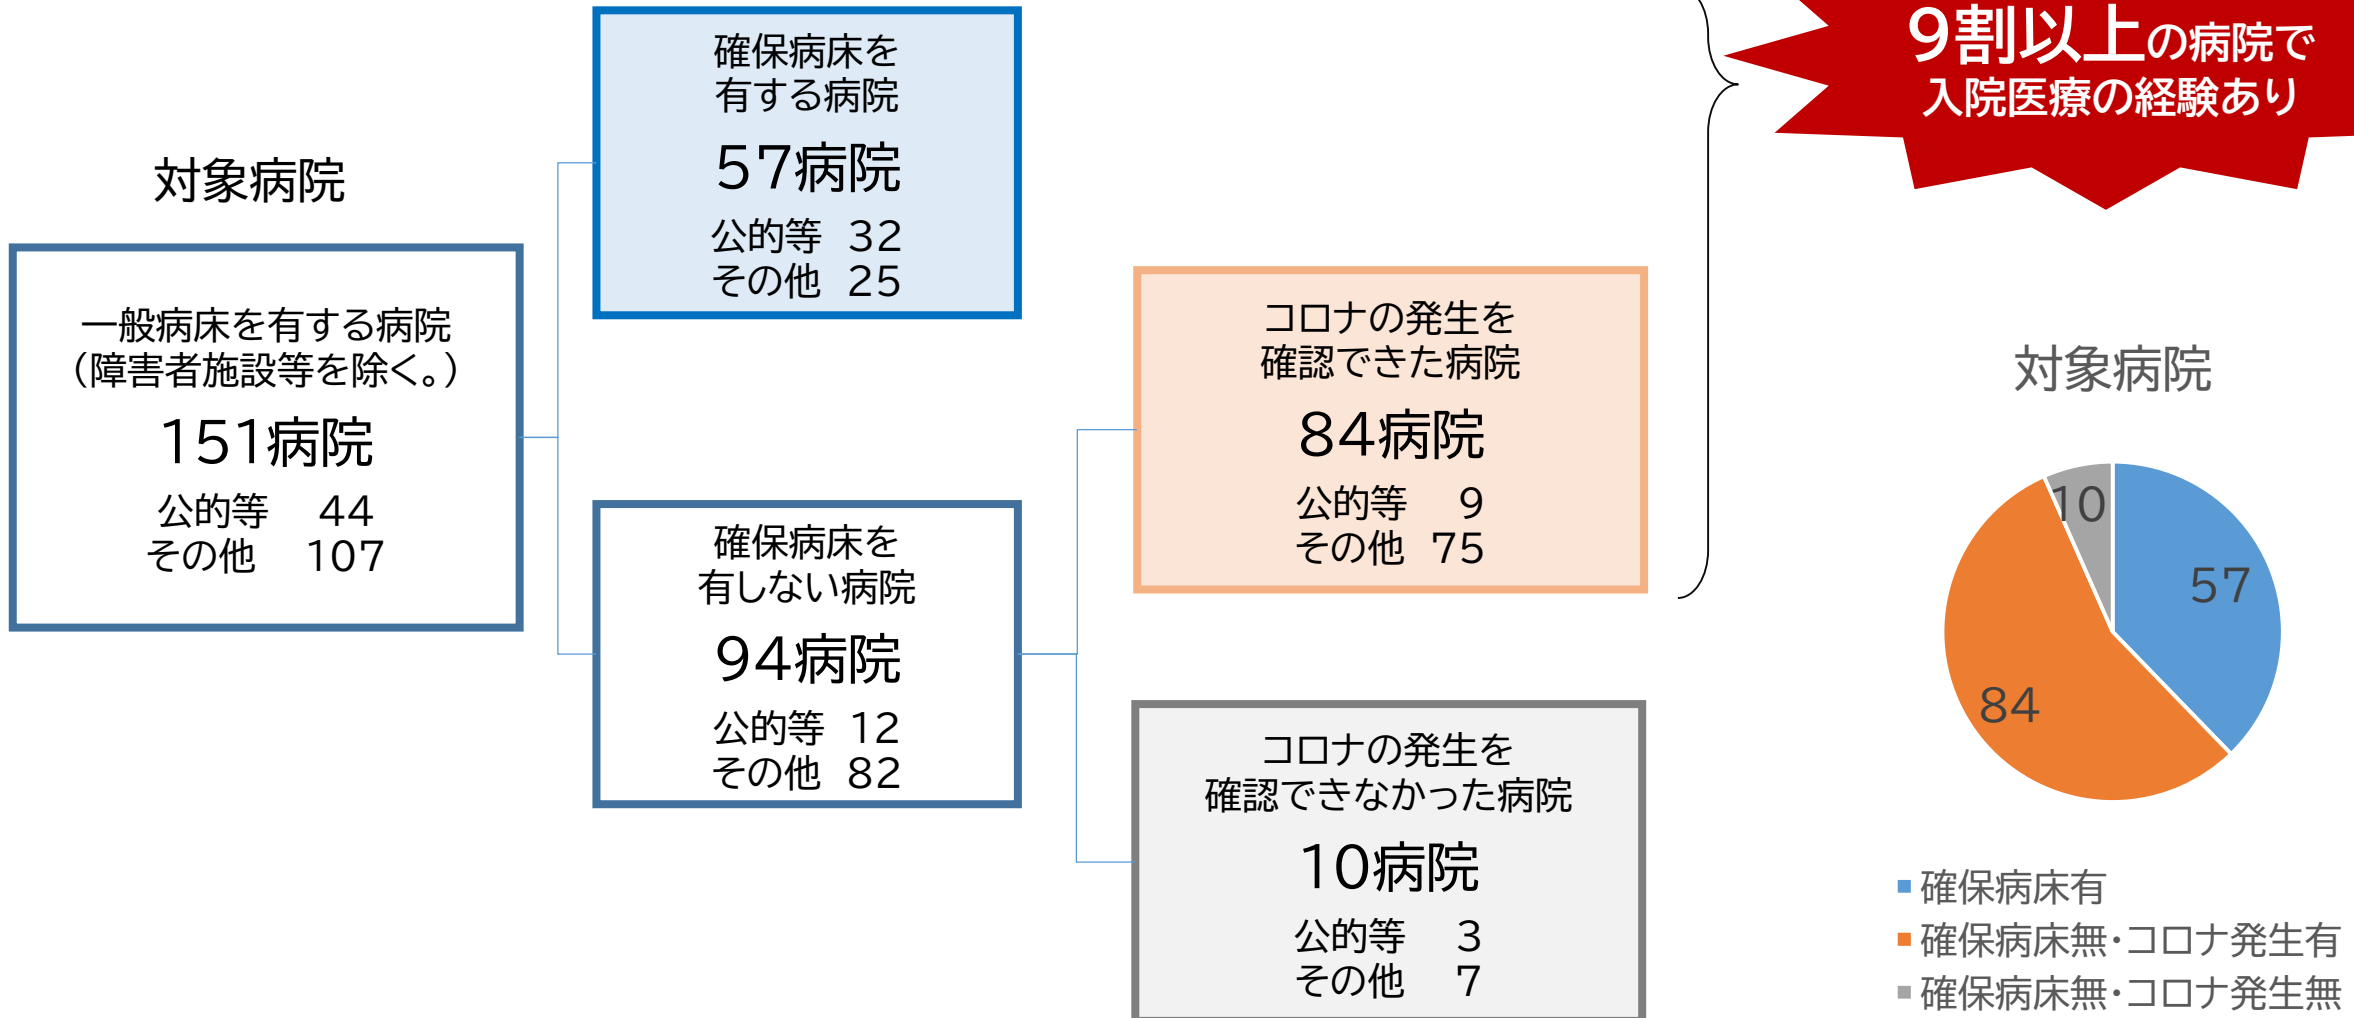 対象病院
一般病床を有する病院
（障害者施設等を除く。）
151病院
公的等 44
その他 107
確保病床を
有する病院
57病院
公的等 32
その他 25
確保病床を
有しない病院
94病院
公的等 12
その他 82
コロナの発生を
確認できた病院
84病院
公的等 9
その他 75
コロナの発生を
確認できなかった病院
10病院
公的等 3
その他 7
9割以上の病院で
入院医療の経験あり
対象病院
10
57
84
確保病床有
確保病床無・コロナ発生有
確保病床無・コロナ発生無